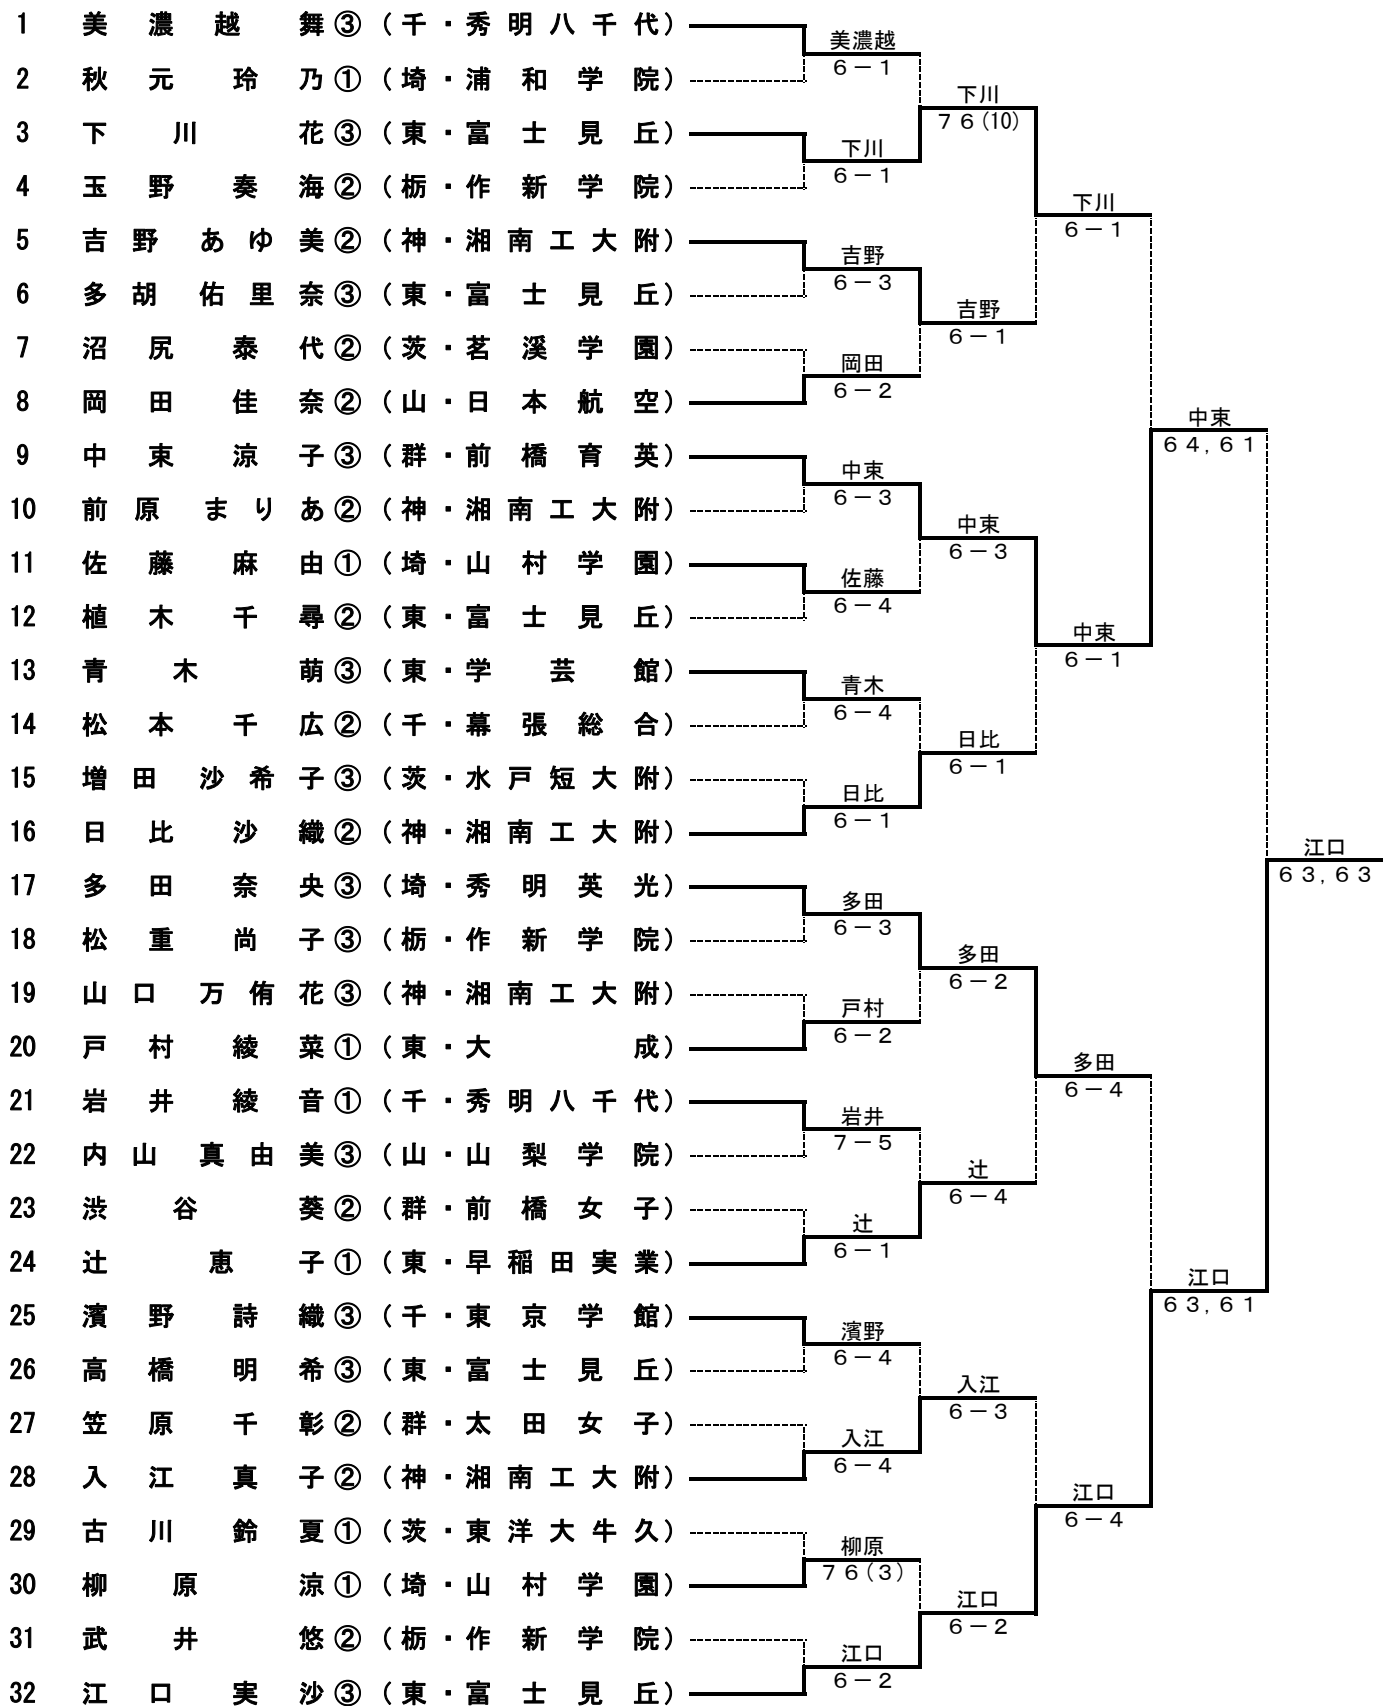 1 美濃越 舞③(千・秀明八千代)
美濃越
6－1
2 秋元 玲乃①(埼・浦和学院)
下川
76(10)
3 下川 花③(東・富士見丘)
下川
6－1
4 玉野 奏海②(栃・作新学院)
下川
6－1
5 吉野 あゆ美②(神・湘南工大附)
吉野
6－3
6 多胡 佑里奈③(東・富士見丘)
吉野
6－1
7 沼尻 泰代②(茨・茗溪学園)
岡田
6－2
8 岡田 佳奈②(山・日本航空)
中束
64,61
9 中束 涼子③(群・前橋育英)
中束
6－3
10 前原 まりあ②(神・湘南工大附)
中束
6－3
11 佐藤 麻由①(埼・山村学園)
佐藤
6－4
12 植木 千尋②(東・富士見丘)
中束
6－1
13 青木 萌③(東・学芸館)
青木
6－4
14 松本 千広②(千・幕張総合)
日比
6－1
15 増田 沙希子③(茨・水戸短大附)
日比
6－1
16 日比 沙織②(神・湘南工大附)
江口
63,63
17 多田 奈央③(埼・秀明英光)
多田
6－3
18 松重 尚子③(栃・作新学院)
多田
6－2
19 山口 万侑花③(神・湘南工大附)
戸村
6－2
20 戸村 綾菜①(東・大成)
多田
6－4
21 岩井 綾音①(千・秀明八千代)
岩井
7－5
22 内山 真由美③(山・山梨学院)
辻
6－4
23 渋谷 葵②(群・前橋女子)
辻
6－1
24 辻 恵子①(東・早稲田実業)
江口
63,61
25 濱野 詩織③(千・東京学館)
濱野
6－4
26 高橋 明希③(東・富士見丘)
入江
6－3
27 笠原 千彰②(群・太田女子)
入江
6－4
28 入江 真子②(神・湘南工大附)
江口
6－4
29 古川 鈴夏①(茨・東洋大牛久)
柳原
76(3)
30 柳原 涼①(埼・山村学園)
江口
6－2
31 武井 悠②(栃・作新学院)
江口
6－2
32 江口 実沙③(東・富士見丘)